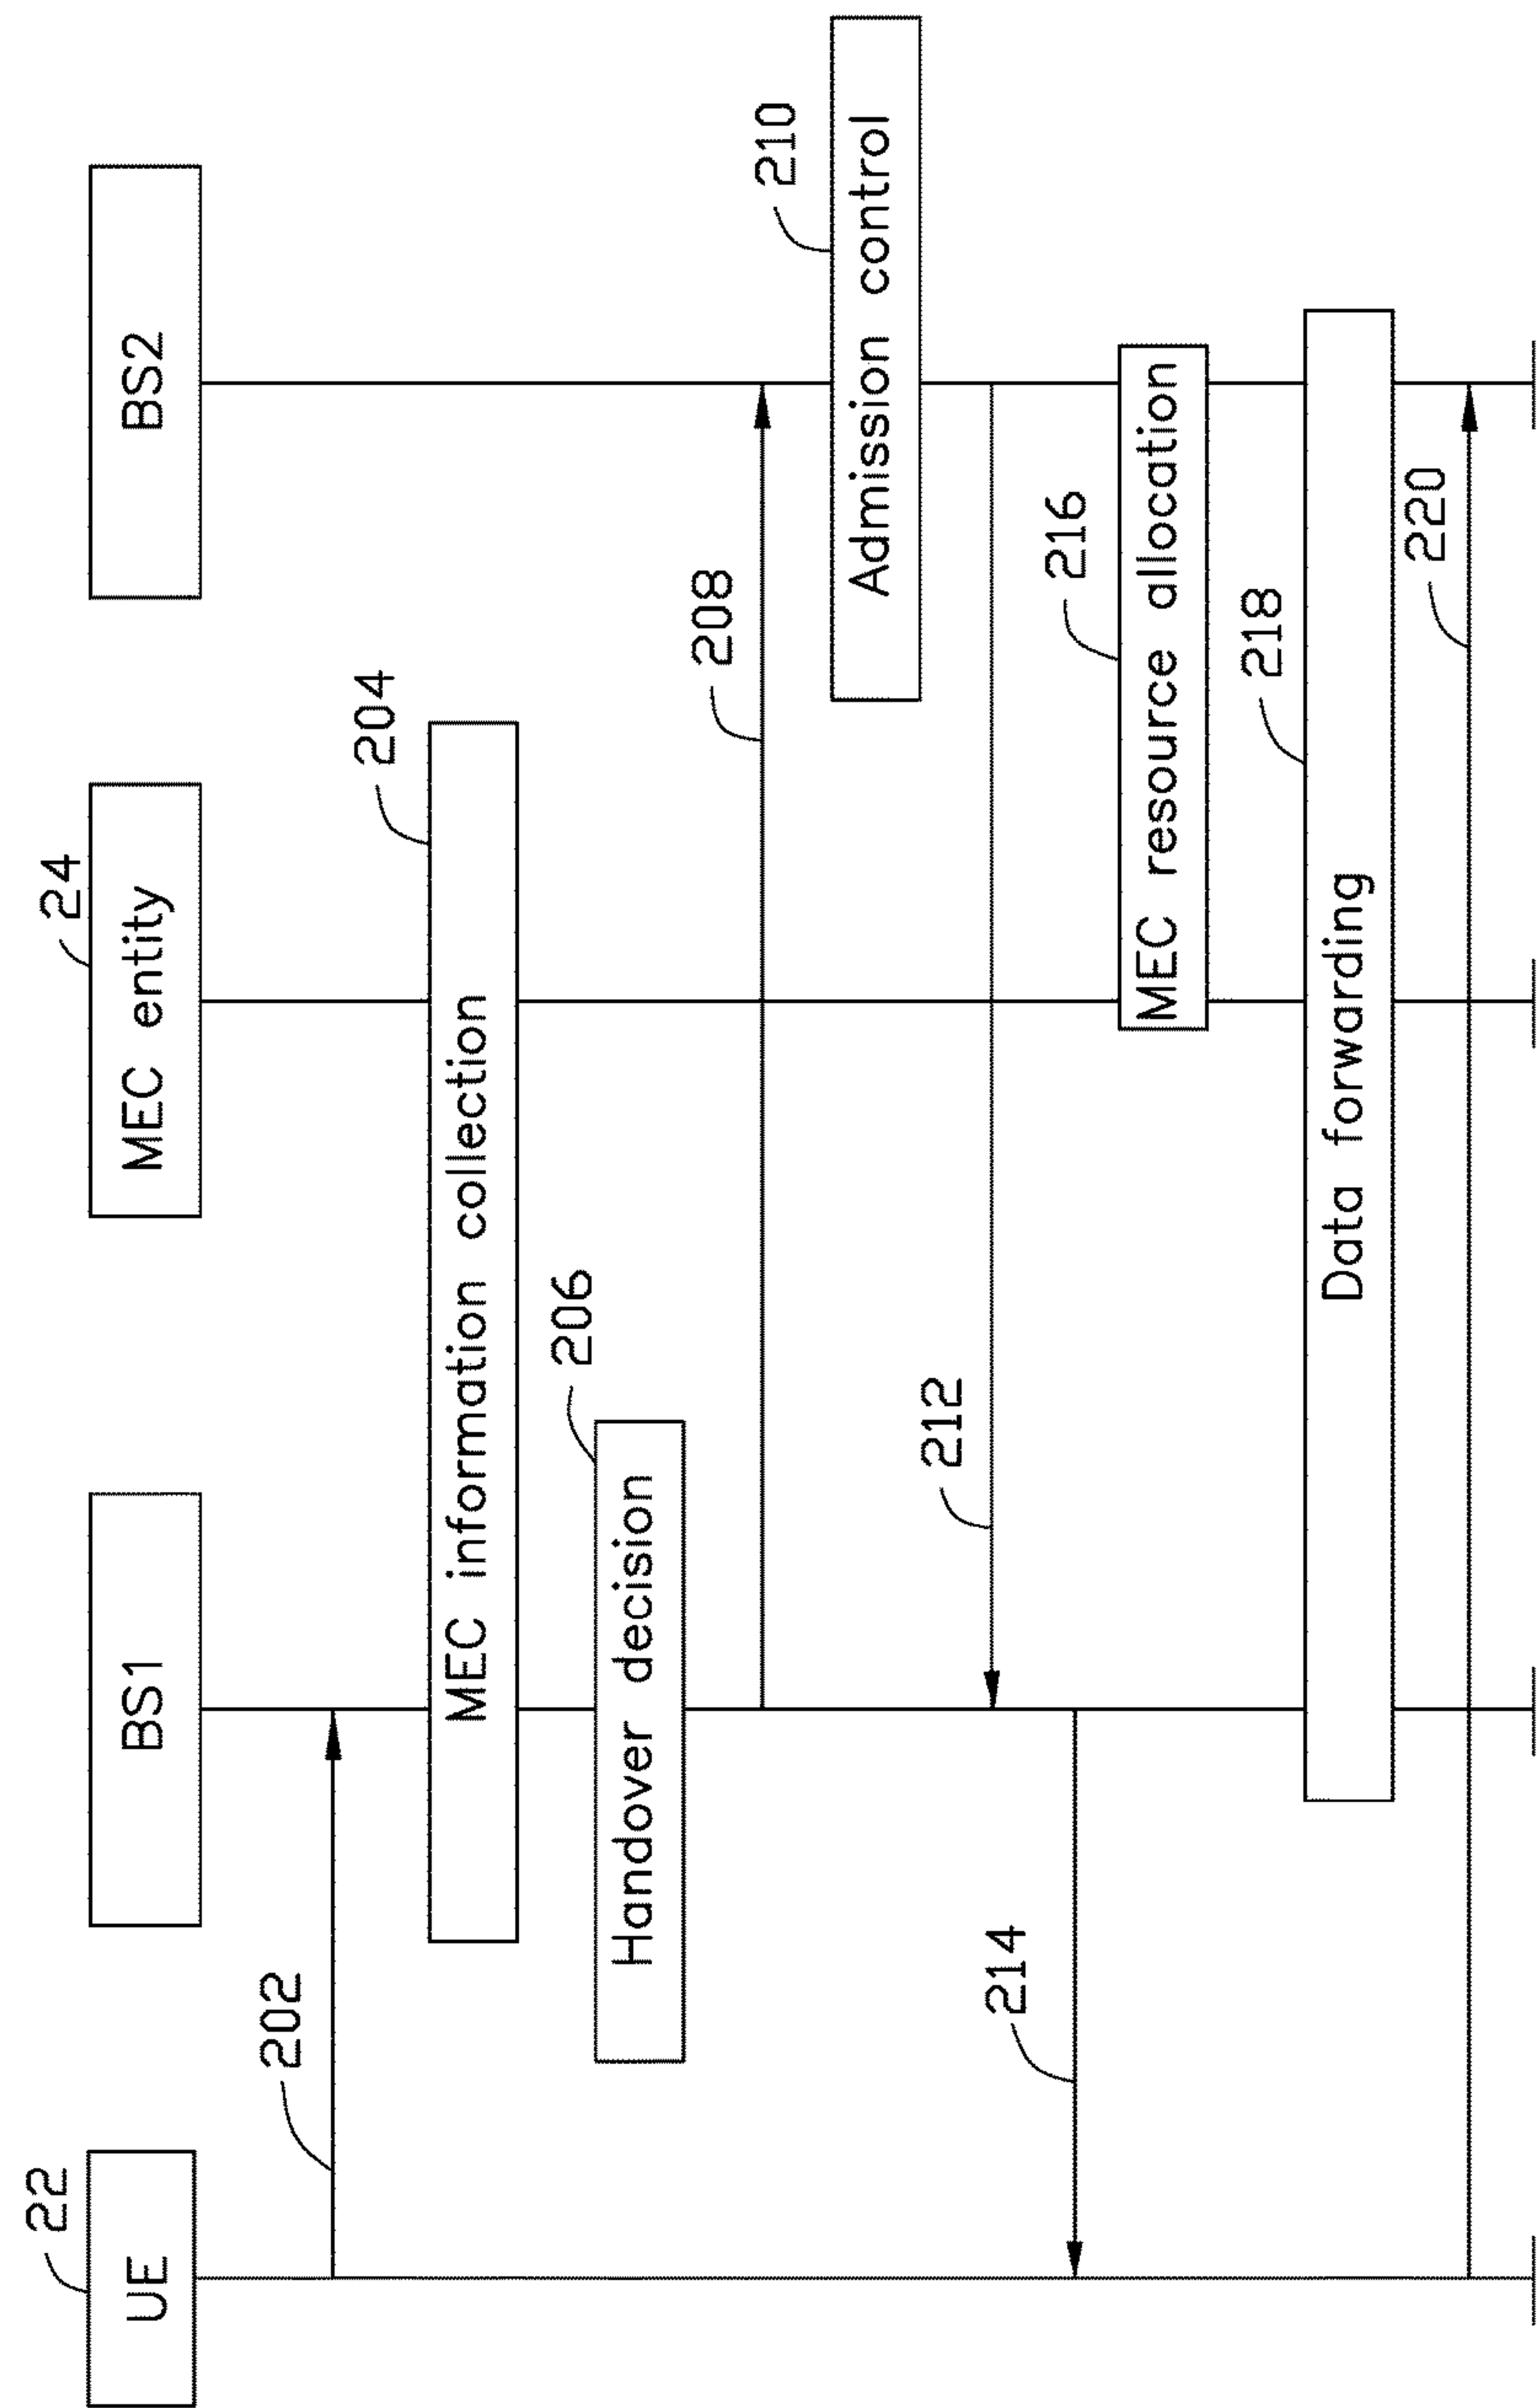 22
UE
BS1
24
MEC entity
BS2
202
204
MEC information collection
206
Handover decision
208
210
Admission control
212
214
216
MEC resource allocation
218
Data forwarding
220